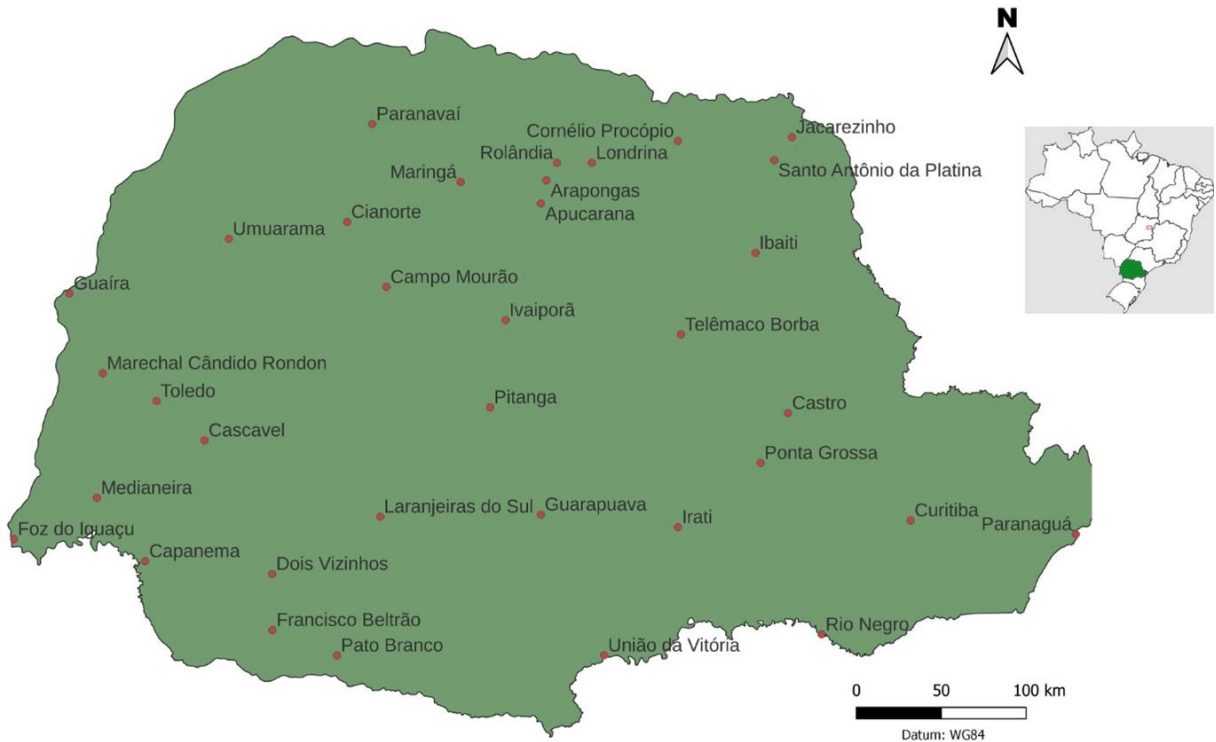 N
Paranavaí
Cornélio Procópio
Jacarezinho
Rolândia
Londrina
Maringá
Santo Antônio da Platina
Arapongas
Apucarana
Cianorte
Umuarama
Ibaiti
Guaíra
Campo Mourão
Ivaiporã
Telêmaco Borba
Marechal Cândido Rondon
Toledo
Pitanga
Castro
Cascavel
Ponta Grossa
Medianeira
Laranjeiras do Sul
Guarapuava
Irati
Curitiba
Paranaguá
Foz do Iguaçu
Capanema
Dois Vizinhos
Francisco Beltrão
Rio Negro
Pato Branco
União da Vitória
0 50 100 km
Datum: WG84